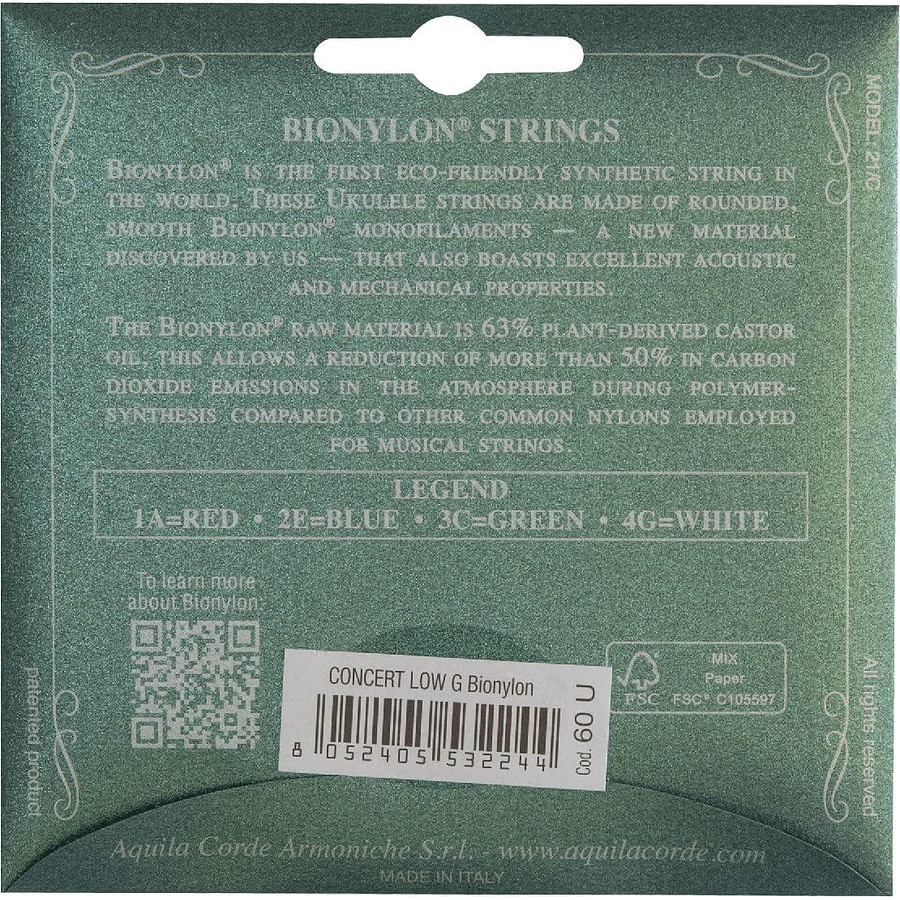 BIONYLON® STRINGS
BIONYLON® IS THE FIRST ECO-FRIENDLY SYNTHETIC STRING IN
THE WORLD. THESE UKULELE STRINGS ARE MADE OF ROUNDED,
SMOOTH BIONYLON® MONOFILAMENTS — A NEW MATERIAL
DISCOVERED BY US — THAT ALSO BOASTS EXCELLENT ACOUSTIC
AND MECHANICAL PROPERTIES.
THE BIONYLON® RAW MATERIAL IS 63% PLANT-DERIVED CASTOR
OIL; THIS ALLOWS A REDUCTION OF MORE THAN 50% IN CARBON
DIOXIDE EMISSIONS IN THE ATMOSPHERE DURING POLYMER-
SYNTHESIS COMPARED TO OTHER COMMON NYLONS EMPLOYED
FOR MUSICAL STRINGS.
LEGEND
1A=RED • 2E=BLUE • 3C=GREEN • 4G=WHITE
To learn more
about Bionylon:
CONCERT LOW G Bionylon
8 052405 532244
Cod. 60 U
MIX
Paper
FSC FSC® C105597
patented product
All rights reserved
Aquila Corde Armoniche S.r.l. - www.aquilacorde.com
MADE IN ITALY